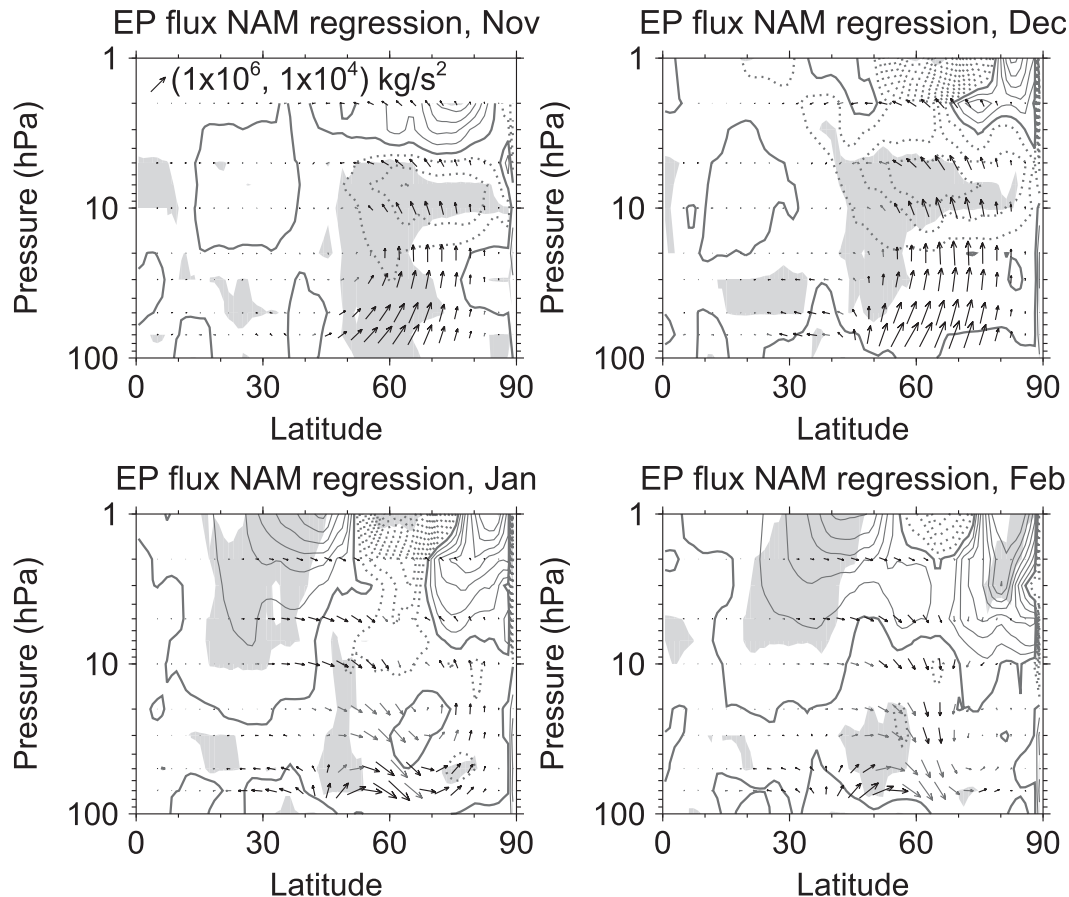 EP flux NAM regression, Nov
EP flux NAM regression, Dec
(1x10⁶, 1x10⁴) kg/s²
1
10
100
Pressure (hPa)
0 30 60 90
Latitude
1
10
100
Pressure (hPa)
0 30 60 90
Latitude
EP flux NAM regression, Jan
EP flux NAM regression, Feb
1
10
100
Pressure (hPa)
0 30 60 90
Latitude
1
10
100
Pressure (hPa)
0 30 60 90
Latitude